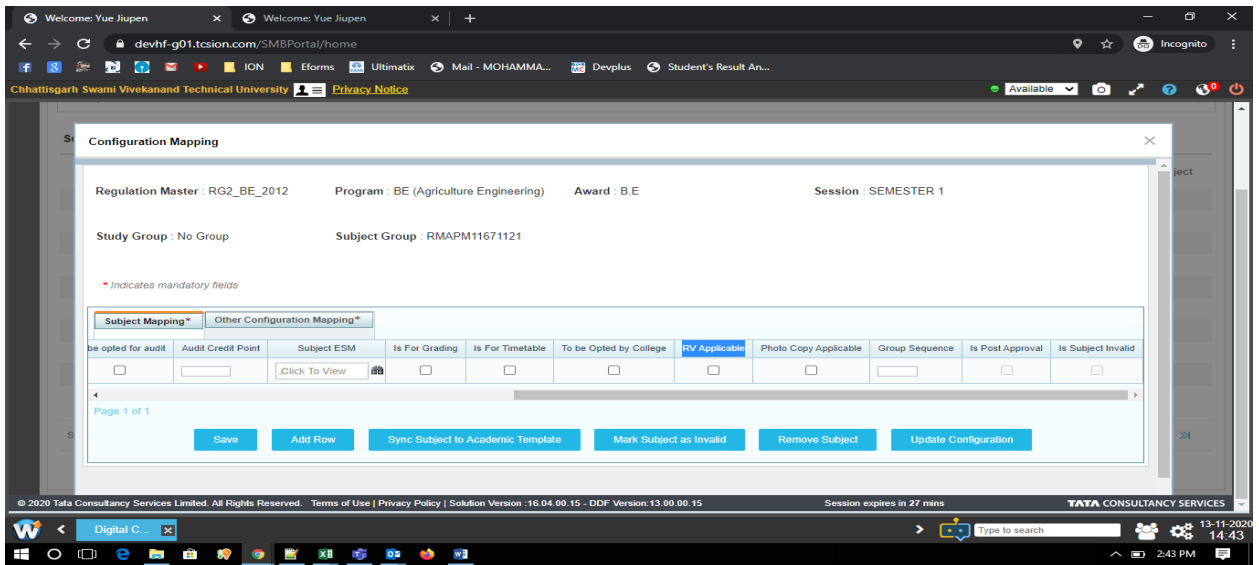 Welcome: Yue Jiupen
Welcome: Yue Jiupen
devhf-g01.tcsion.com/SMBPortal/home
Incognito
ION Eforms Ultimatix Mail - MOHAMMA... Devplus Student's Result An...
Chhattisgarh Swami Vivekanand Technical University Privacy Notice Available 0
Configuration Mapping
ject
Regulation Master : RG2_BE_2012 Program : BE (Agriculture Engineering) Award : B.E Session : SEMESTER 1
Study Group : No Group Subject Group : RMAPM11671121
* Indicates mandatory fields
Subject Mapping* Other Configuration Mapping*
be opted for audit Audit Credit Point Subject ESM Is For Grading Is For Timetable To be Opted by College RV Applicable Photo Copy Applicable Group Sequence Is Post Approval Is Subject Invalid
.Click To View
Page 1 of 1
Save Add Row Sync Subject to Academic Template Mark Subject as Invalid Remove Subject Update Configuration
© 2020 Tata Consultancy Services Limited. All Rights Reserved. Terms of Use | Privacy Policy | Solution Version :16.04.00.15 - DDF Version:13.00.00.15 Session expires in 27 mins TATA CONSULTANCY SERVICES
Digital C... Type to search 13-11-2020
14:43
2:43 PM